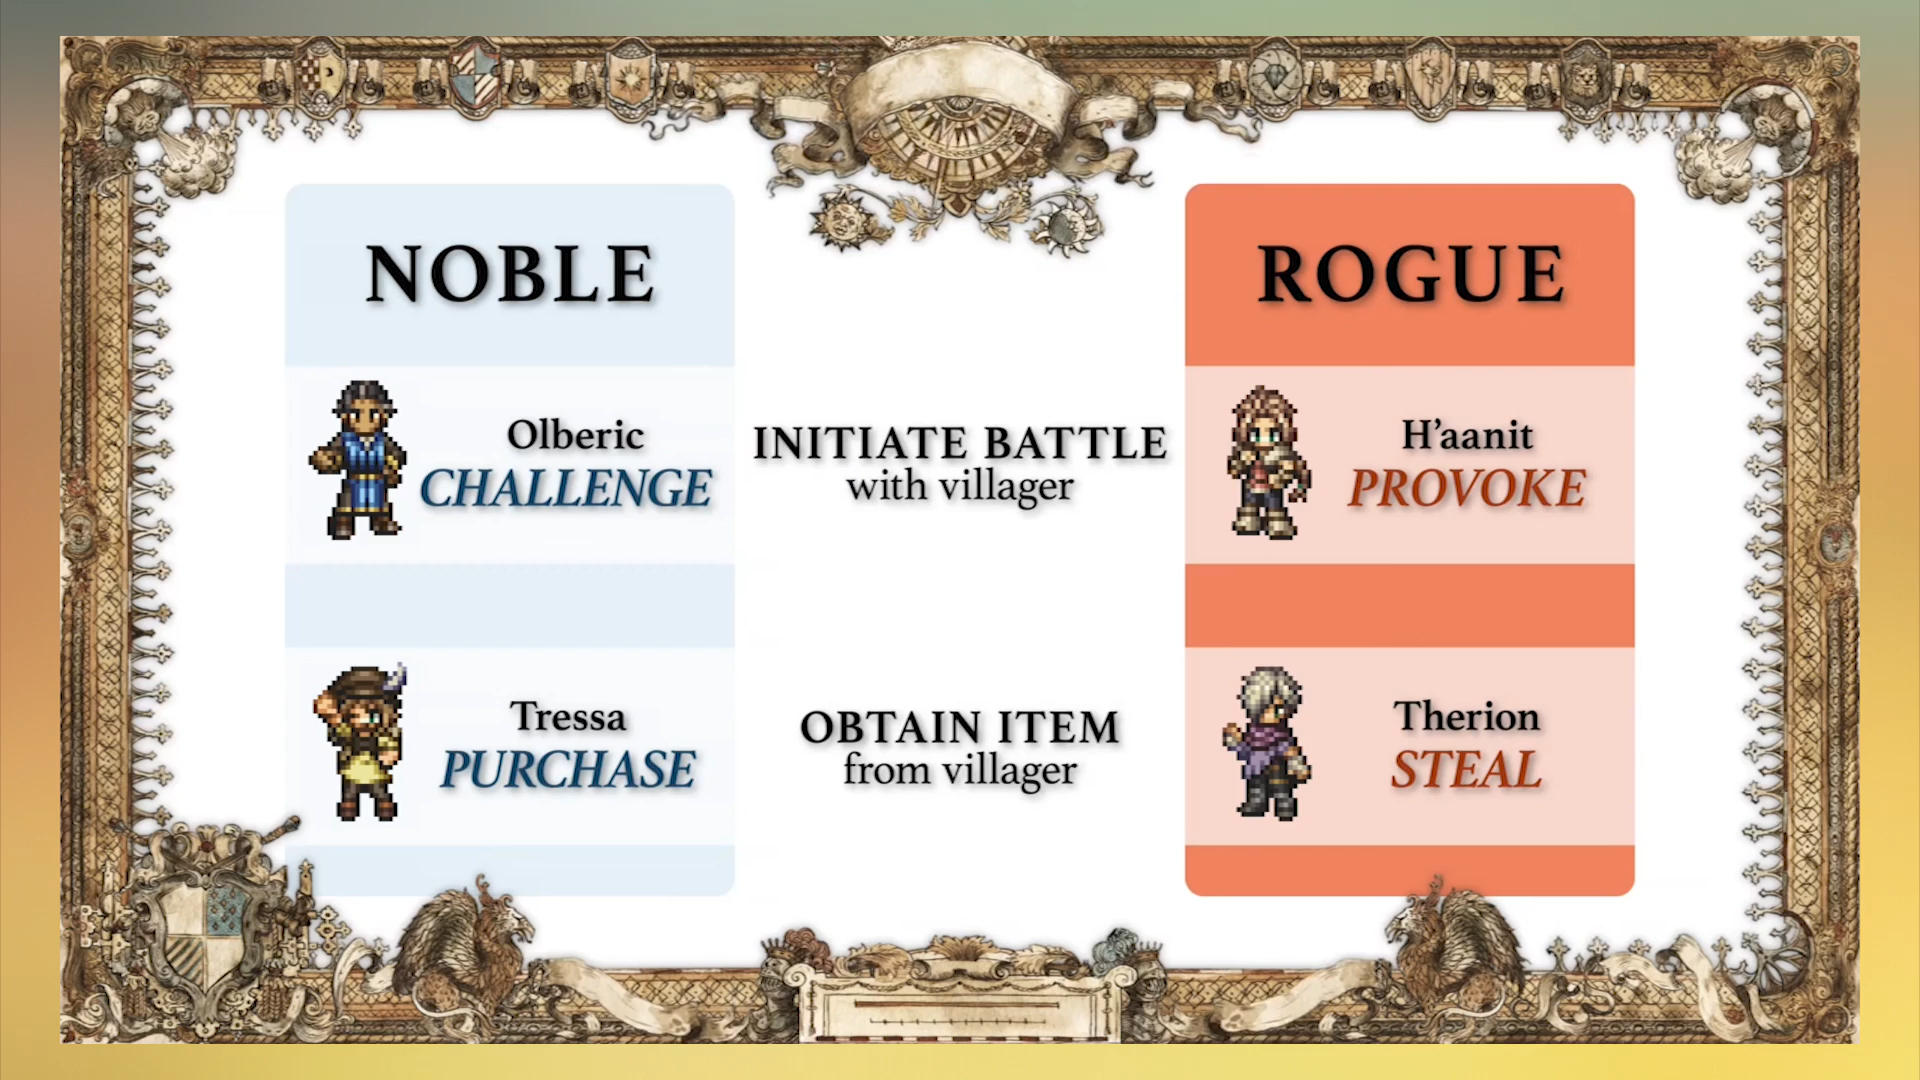 NOBLE
ROGUE
Olberic
CHALLENGE
INITIATE BATTLE
with villager
H’aanit
PROVOKE
Tressa
PURCHASE
OBTAIN ITEM
from villager
Therion
STEAL